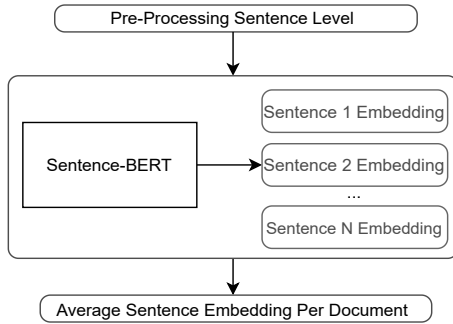 Pre-Processing Sentence Level
Sentence 1 Embedding
Sentence-BERT
Sentence 2 Embedding
...
Sentence N Embedding
Average Sentence Embedding Per Document